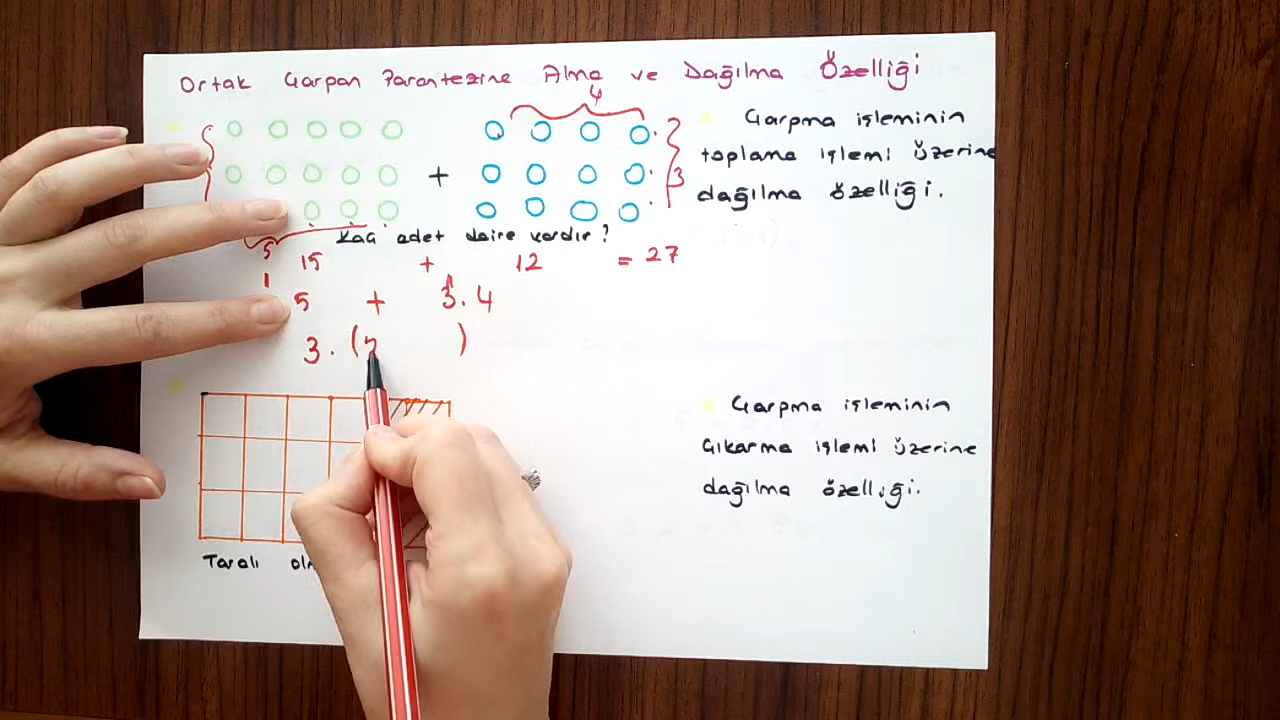 Ortak Çarpan Parantezine Alma ve Dağılma Özelliği
4
Çarpma işleminin
toplama işlemi üzerine
dağılma özelliği.
+
3
Kaç adet daire vardır?
5
15 + 12 = 27
5 + 3.4
3. (5 )
Çarpma işleminin
Çıkarma işlemi üzerine
dağılma özelliği.
Taralı